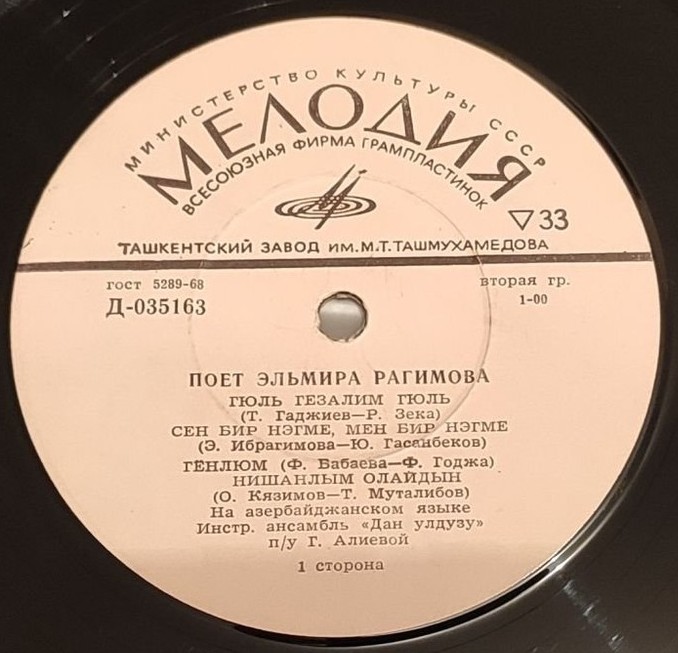 МИНИСТЕРСТВО КУЛЬТУРЫ СССР
МЕЛОДИЯ
ВСЕСОЮЗНАЯ ФИРМА ГРАМПЛАСТИНОК
▽33
ТАШКЕНТСКИЙ ЗАВОД ИМ.М.Т.ТАШМУХАМЕДОВА
гост 5289-68
вторая гр.
Д-035163
1-00
ПОЕТ ЭЛЬМИРА РАГИМОВА
ГЮЛЬ ГЕЗАЛИМ ГЮЛЬ
(Т. Гаджиев—Р. Зека)
СЕН БИР НЭГМЕ, МЕН БИР НЭГМЕ
(Э. Ибрагимова—Ю. Гасанбеков)
ГЁНЛЮМ (Ф. Бабаева—Ф. Годжа)
НИШАНЛЫМ ОЛАЙДЫН
(О. Кязимов—Т. Муталибов)
На азербайджанском языке
Инстр. ансамбль «Дан улдузу»
п/у Г. Алиевой
1 сторона